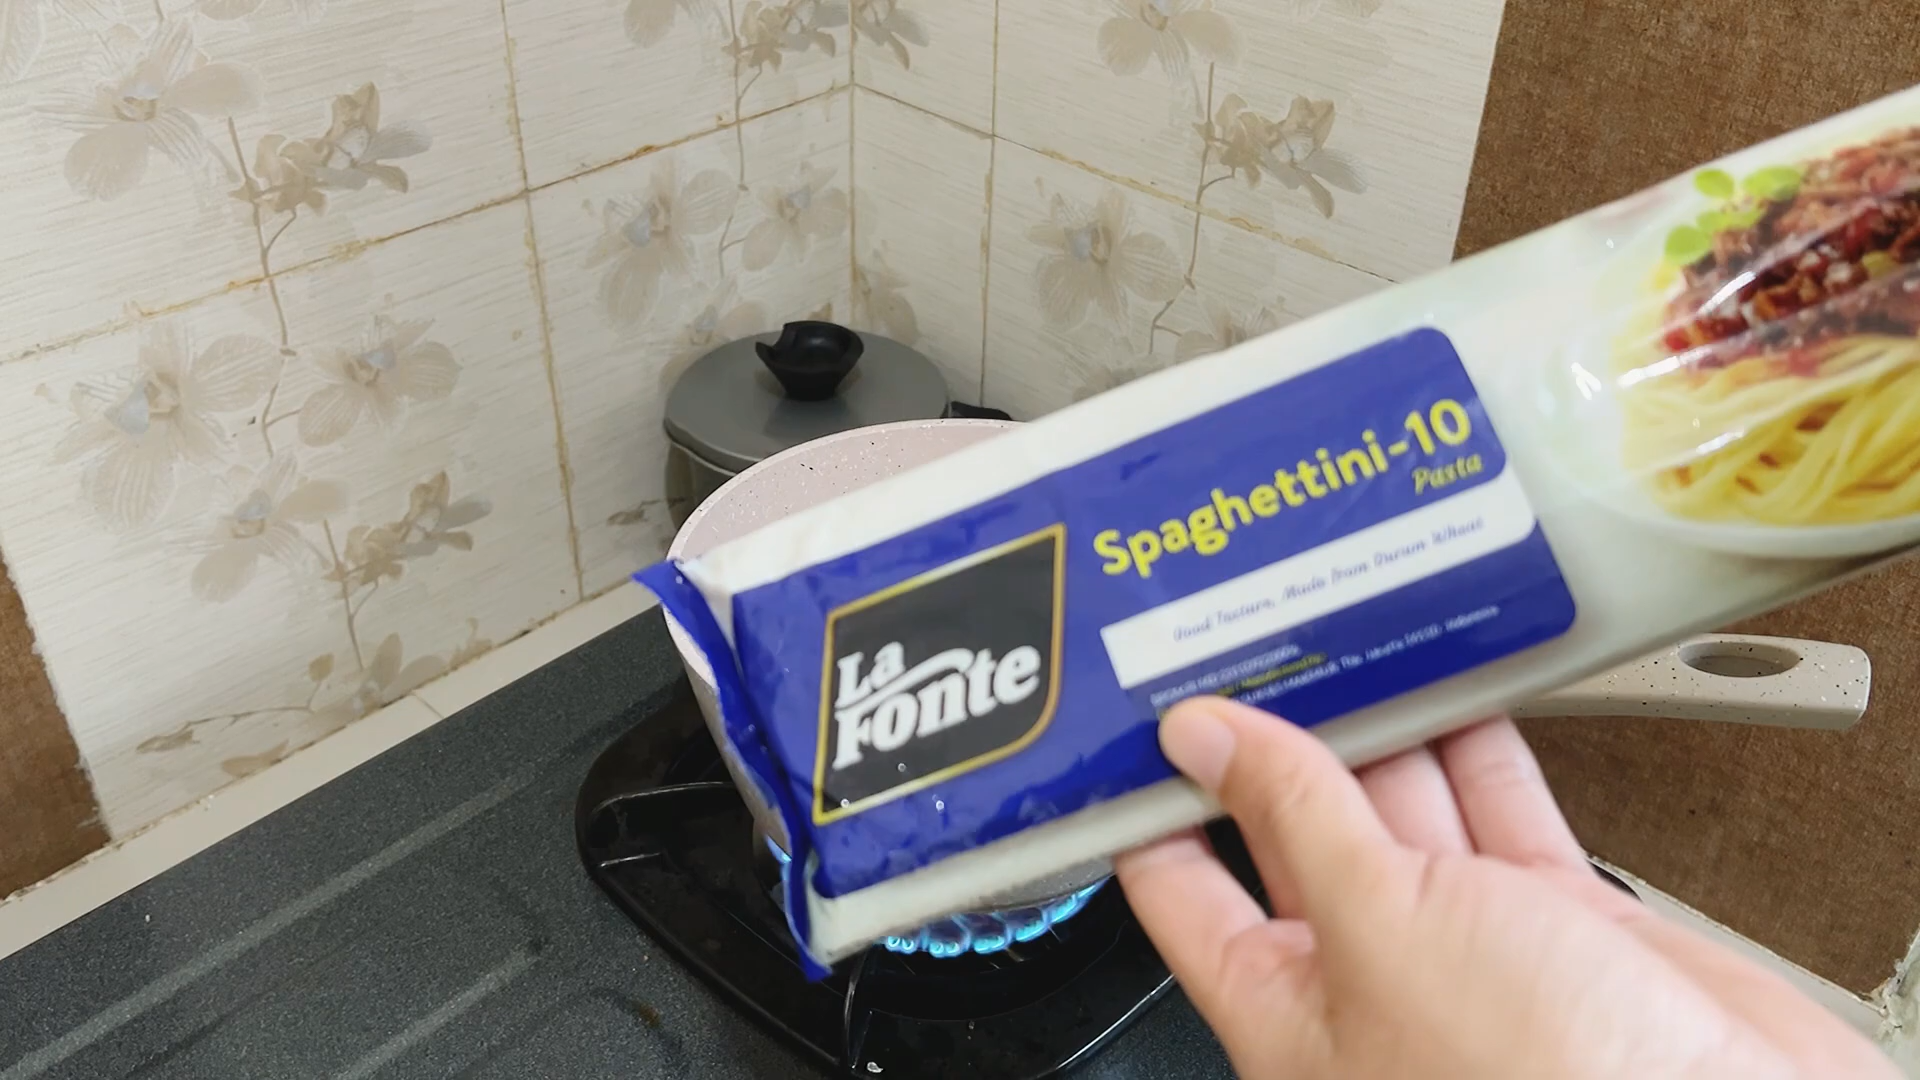 La
Fonte
Spaghettini-10
Pasta
Good Texture, Made from Durum Wheat